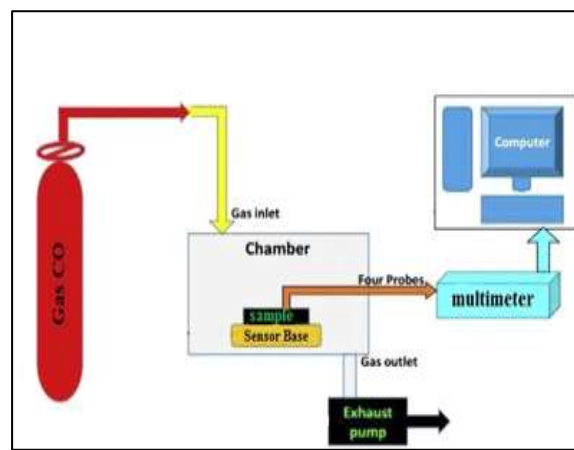 Computer
Gas inlet
Gas CO
Chamber
Four Probes
multimeter
sample
Sensor Base
Gas outlet
Exhaust
pump